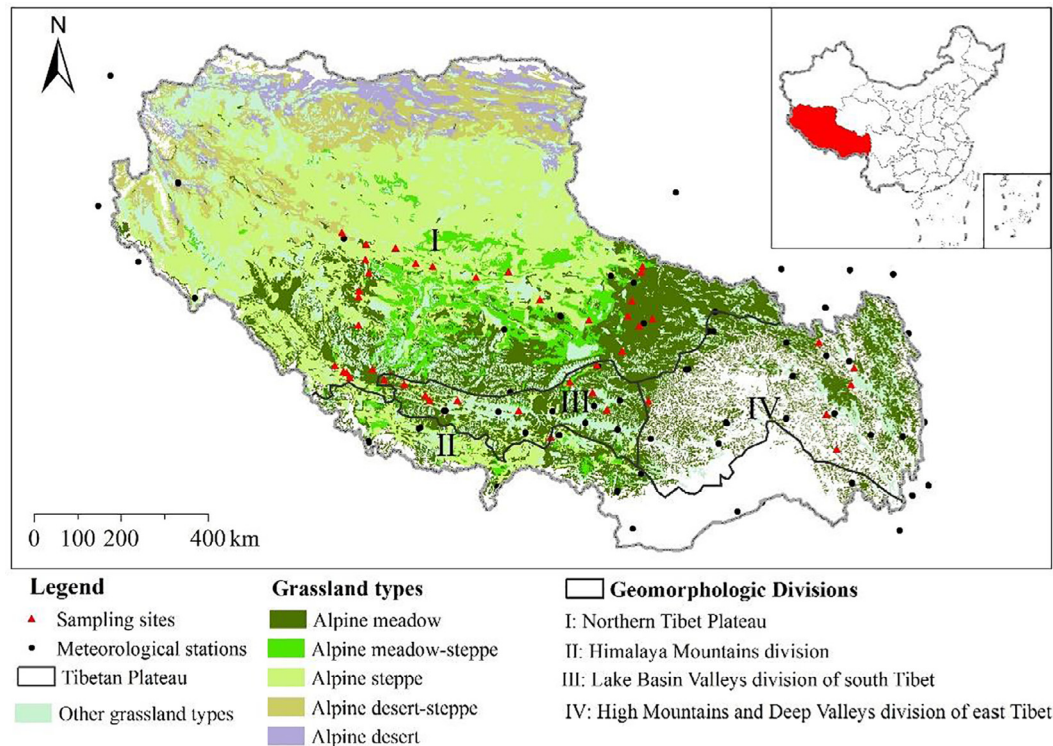 N
I
II
III
IV
0 100 200 400 km
Legend
Sampling sites
Meteorological stations
Tibetan Plateau
Other grassland types
Grassland types
Alpine meadow
Alpine meadow-steppe
Alpine steppe
Alpine desert-steppe
Alpine desert
Geomorphologic Divisions
I: Northern Tibet Plateau
II: Himalaya Mountains division
III: Lake Basin Valleys division of south Tibet
IV: High Mountains and Deep Valleys division of east Tibet